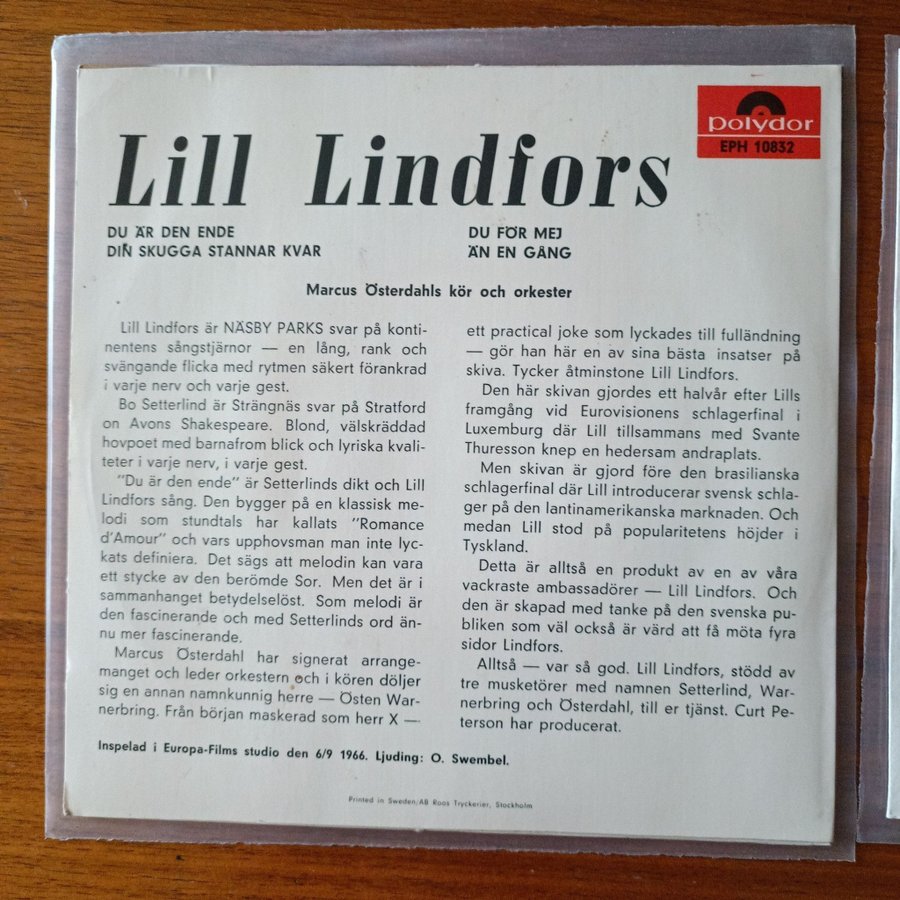 polydor
EPH 10832
Lill Lindfors
DU ÄR DEN ENDE
DIN SKUGGA STANNAR KVAR
DU FÖR MEJ
ÄN EN GÅNG
Marcus Österdahls kör och orkester
Lill Lindfors är NÄSBY PARKS svar på konti-
nentens sångstjärnor — en lång, rank och
svängande flicka med rytmen säkert förankrad
i varje nerv och varje gest.
Bo Setterlind är Strängnäs svar på Stratford
on Avons Shakespeare. Blond, välskräddad
hovpoet med barnafrom blick och lyriska kvali-
teter i varje nerv, i varje gest.
"Du är den ende" är Setterlinds dikt och Lill
Lindfors sång. Den bygger på en klassisk me-
lodi som stundtals har kallats "Romance
d'Amour" och vars upphovsman man inte lyc-
kats definiera. Det sägs att melodin kan vara
ett stycke av den berömde Sor. Men det är i
sammanhanget betydelselöst. Som melodi är
den fascinerande och med Setterlinds ord än-
nu mer fascinerande.
Marcus Österdahl har signerat arrange-
manget och leder orkestern och i kören döljer
sig en annan namnkunnig herre — Östen War-
nerbring. Från början maskerad som herr X —
ett practical joke som lyckades till fulländning
— gör han här en av sina bästa insatser på
skiva. Tycker åtminstone Lill Lindfors.
Den här skivan gjordes ett halvår efter Lills
framgång vid Eurovisionens schlagerfinal i
Luxemburg där Lill tillsammans med Svante
Thuresson knep en hedersam andraplats.
Men skivan är gjord före den brasilianska
schlagerfinal där Lill introducerar svensk schla-
ger på den lantinamerikanska marknaden. Och
medan Lill stod på popularitetens höjder i
Tyskland.
Detta är alltså en produkt av en av våra
vackraste ambassadörer — Lill Lindfors. Och
den är skapad med tanke på den svenska pu-
bliken som väl också är värd att få möta fyra
sidor Lindfors.
Alltså — var så god. Lill Lindfors, stödd av
tre musketörer med namnen Setterlind, War-
nerbring och Österdahl, till er tjänst. Curt Pe-
terson har producerat.
Inspelad i Europa-Films studio den 6/9 1966. Ljuding: O. Swembel.
Printed in Sweden/AB Roos Tryckerier, Stockholm